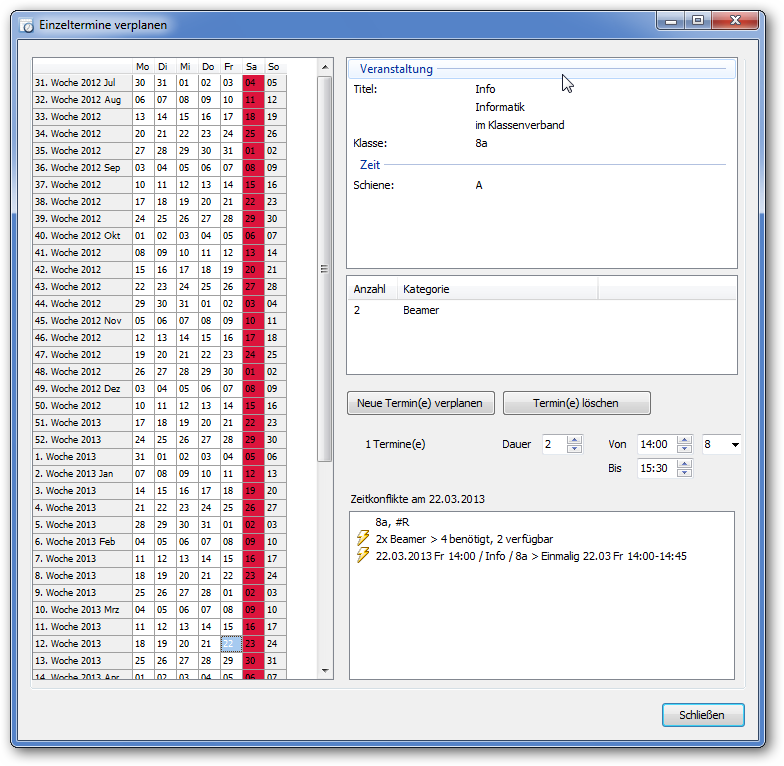 Einzeltermine verplanen
Mo Di Mi Do Fr Sa So
31. Woche 2012 Jul 30 31 01 02 03 04 05
32. Woche 2012 Aug 06 07 08 09 10 11 12
33. Woche 2012 13 14 15 16 17 18 19
34. Woche 2012 20 21 22 23 24 25 26
35. Woche 2012 27 28 29 30 31 01 02
36. Woche 2012 Sep 03 04 05 06 07 08 09
37. Woche 2012 10 11 12 13 14 15 16
38. Woche 2012 17 18 19 20 21 22 23
39. Woche 2012 24 25 26 27 28 29 30
40. Woche 2012 Okt 01 02 03 04 05 06 07
41. Woche 2012 08 09 10 11 12 13 14
42. Woche 2012 15 16 17 18 19 20 21
43. Woche 2012 22 23 24 25 26 27 28
44. Woche 2012 29 30 31 01 02 03 04
45. Woche 2012 Nov 05 06 07 08 09 10 11
46. Woche 2012 12 13 14 15 16 17 18
47. Woche 2012 19 20 21 22 23 24 25
48. Woche 2012 26 27 28 29 30 01 02
49. Woche 2012 Dez 03 04 05 06 07 08 09
50. Woche 2012 10 11 12 13 14 15 16
51. Woche 2013 17 18 19 20 21 22 23
52. Woche 2013 24 25 26 27 28 29 30
1. Woche 2013 31 01 02 03 04 05 06
2. Woche 2013 Jan 07 08 09 10 11 12 13
3. Woche 2013 14 15 16 17 18 19 20
4. Woche 2013 21 22 23 24 25 26 27
5. Woche 2013 28 29 30 31 01 02 03
6. Woche 2013 Feb 04 05 06 07 08 09 10
7. Woche 2013 11 12 13 14 15 16 17
8. Woche 2013 18 19 20 21 22 23 24
9. Woche 2013 25 26 27 28 01 02 03
10. Woche 2013 Mrz 04 05 06 07 08 09 10
11. Woche 2013 11 12 13 14 15 16 17
12. Woche 2013 18 19 20 21 22 23 24
13. Woche 2013 25 26 27 28 29 30 31
14. Woche 2013 Apr 01 02 03 04 05 06 07
Veranstaltung
Titel: Info
Informatik
im Klassenverband
Klasse: 8a
Zeit
Schiene: A
Anzahl Kategorie
2 Beamer
Neue Termin(e) verplanen Termin(e) löschen
1 Termine(e) Dauer 2 Von 14:00 8
Bis 15:30
Zeitkonflikte am 22.03.2013
8a, #R
2x Beamer > 4 benötigt, 2 verfügbar
22.03.2013 Fr 14:00 / Info / 8a > Einmalig 22.03 Fr 14:00-14:45
Schließen